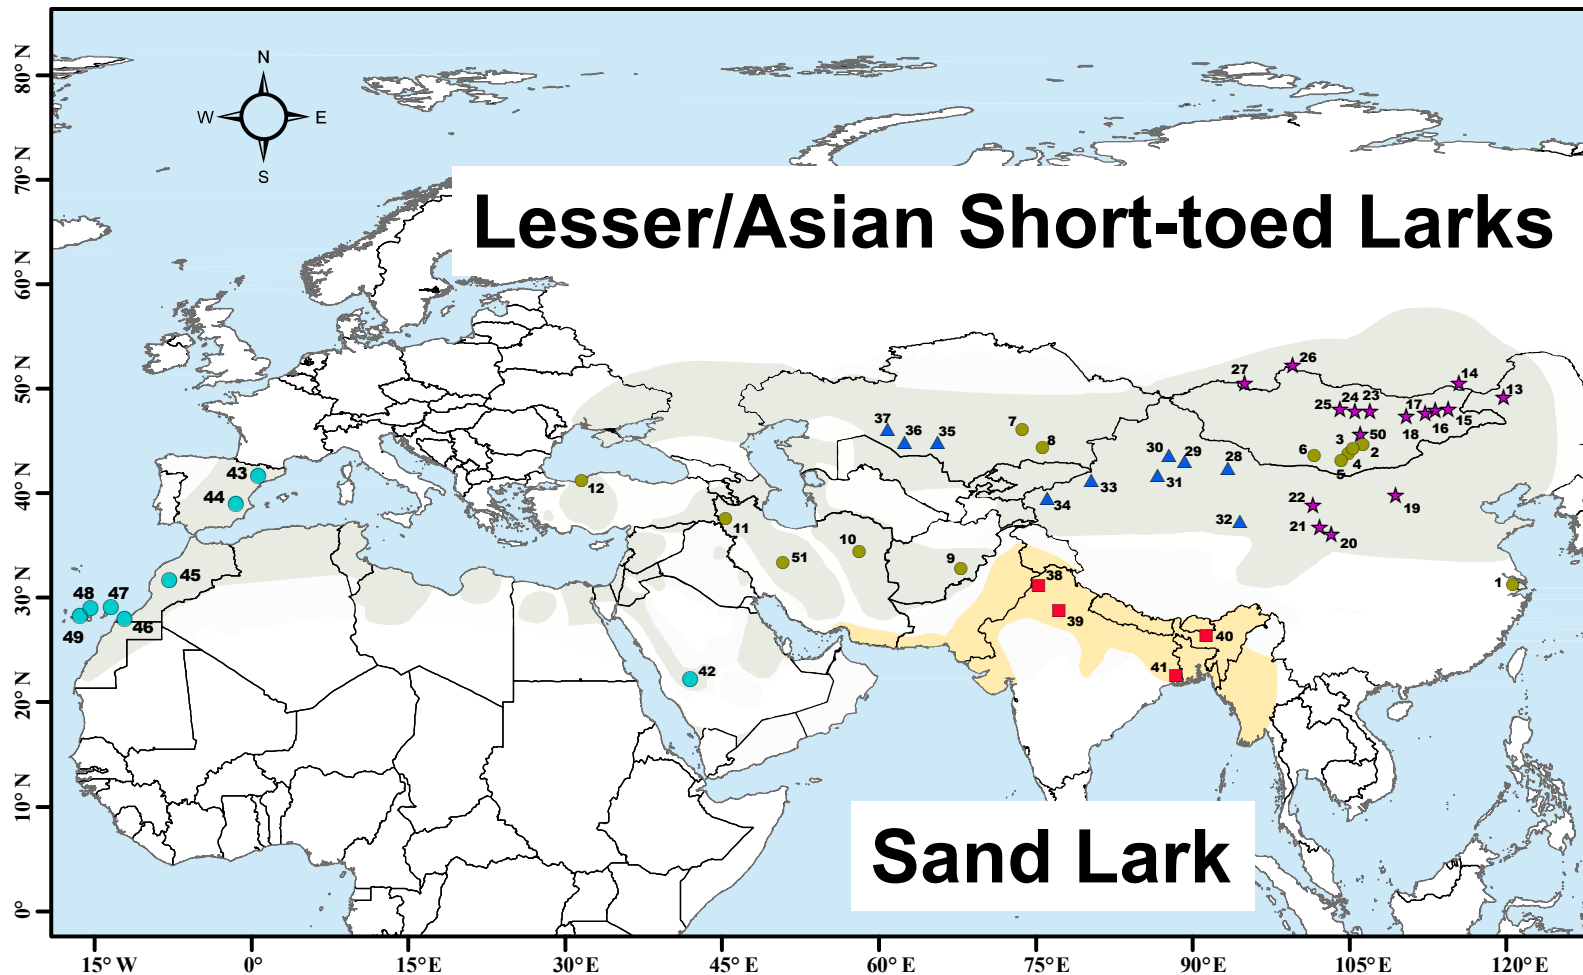 80° N
70° N
60° N
50° N
40° N
30° N
20° N
10° N
0°
N
W E
S
Lesser/Asian Short-toed Larks
26
27
14
13
25 24 23
17
18 16 15
50
37 36 35
7
8
6 3 2
5 4
30 29 28
31
33
34
32
22
21
20
19
43
44
12
11
10
51
9
1
45
48 47
49 46
38
39
40
41
42
Sand Lark
15° W 0° 15°E 30°E 45°E 60°E 75°E 90°E 105°E 120°E